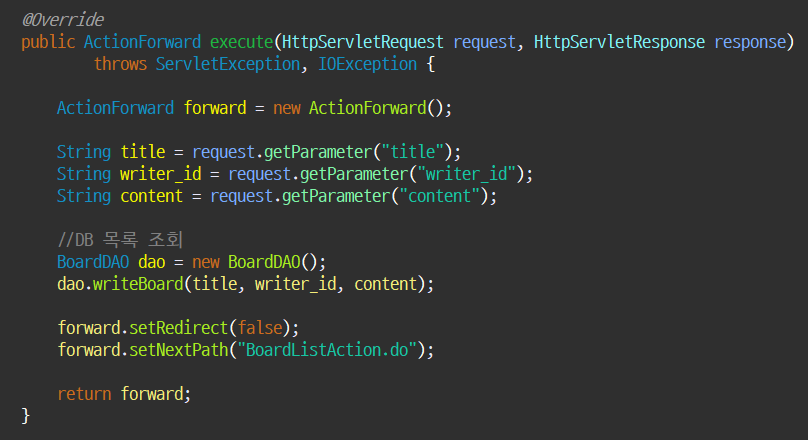 @Override
public ActionForward execute(HttpServletRequest request, HttpServletResponse response)
throws ServletException, IOException {
ActionForward forward = new ActionForward();
String title = request.getParameter("title");
String writer_id = request.getParameter("writer_id");
String content = request.getParameter("content");
//DB 목록 조회
BoardDAO dao = new BoardDAO();
dao.writeBoard(title, writer_id, content);
forward.setRedirect(false);
forward.setNextPath("BoardListAction.do");
return forward;
}